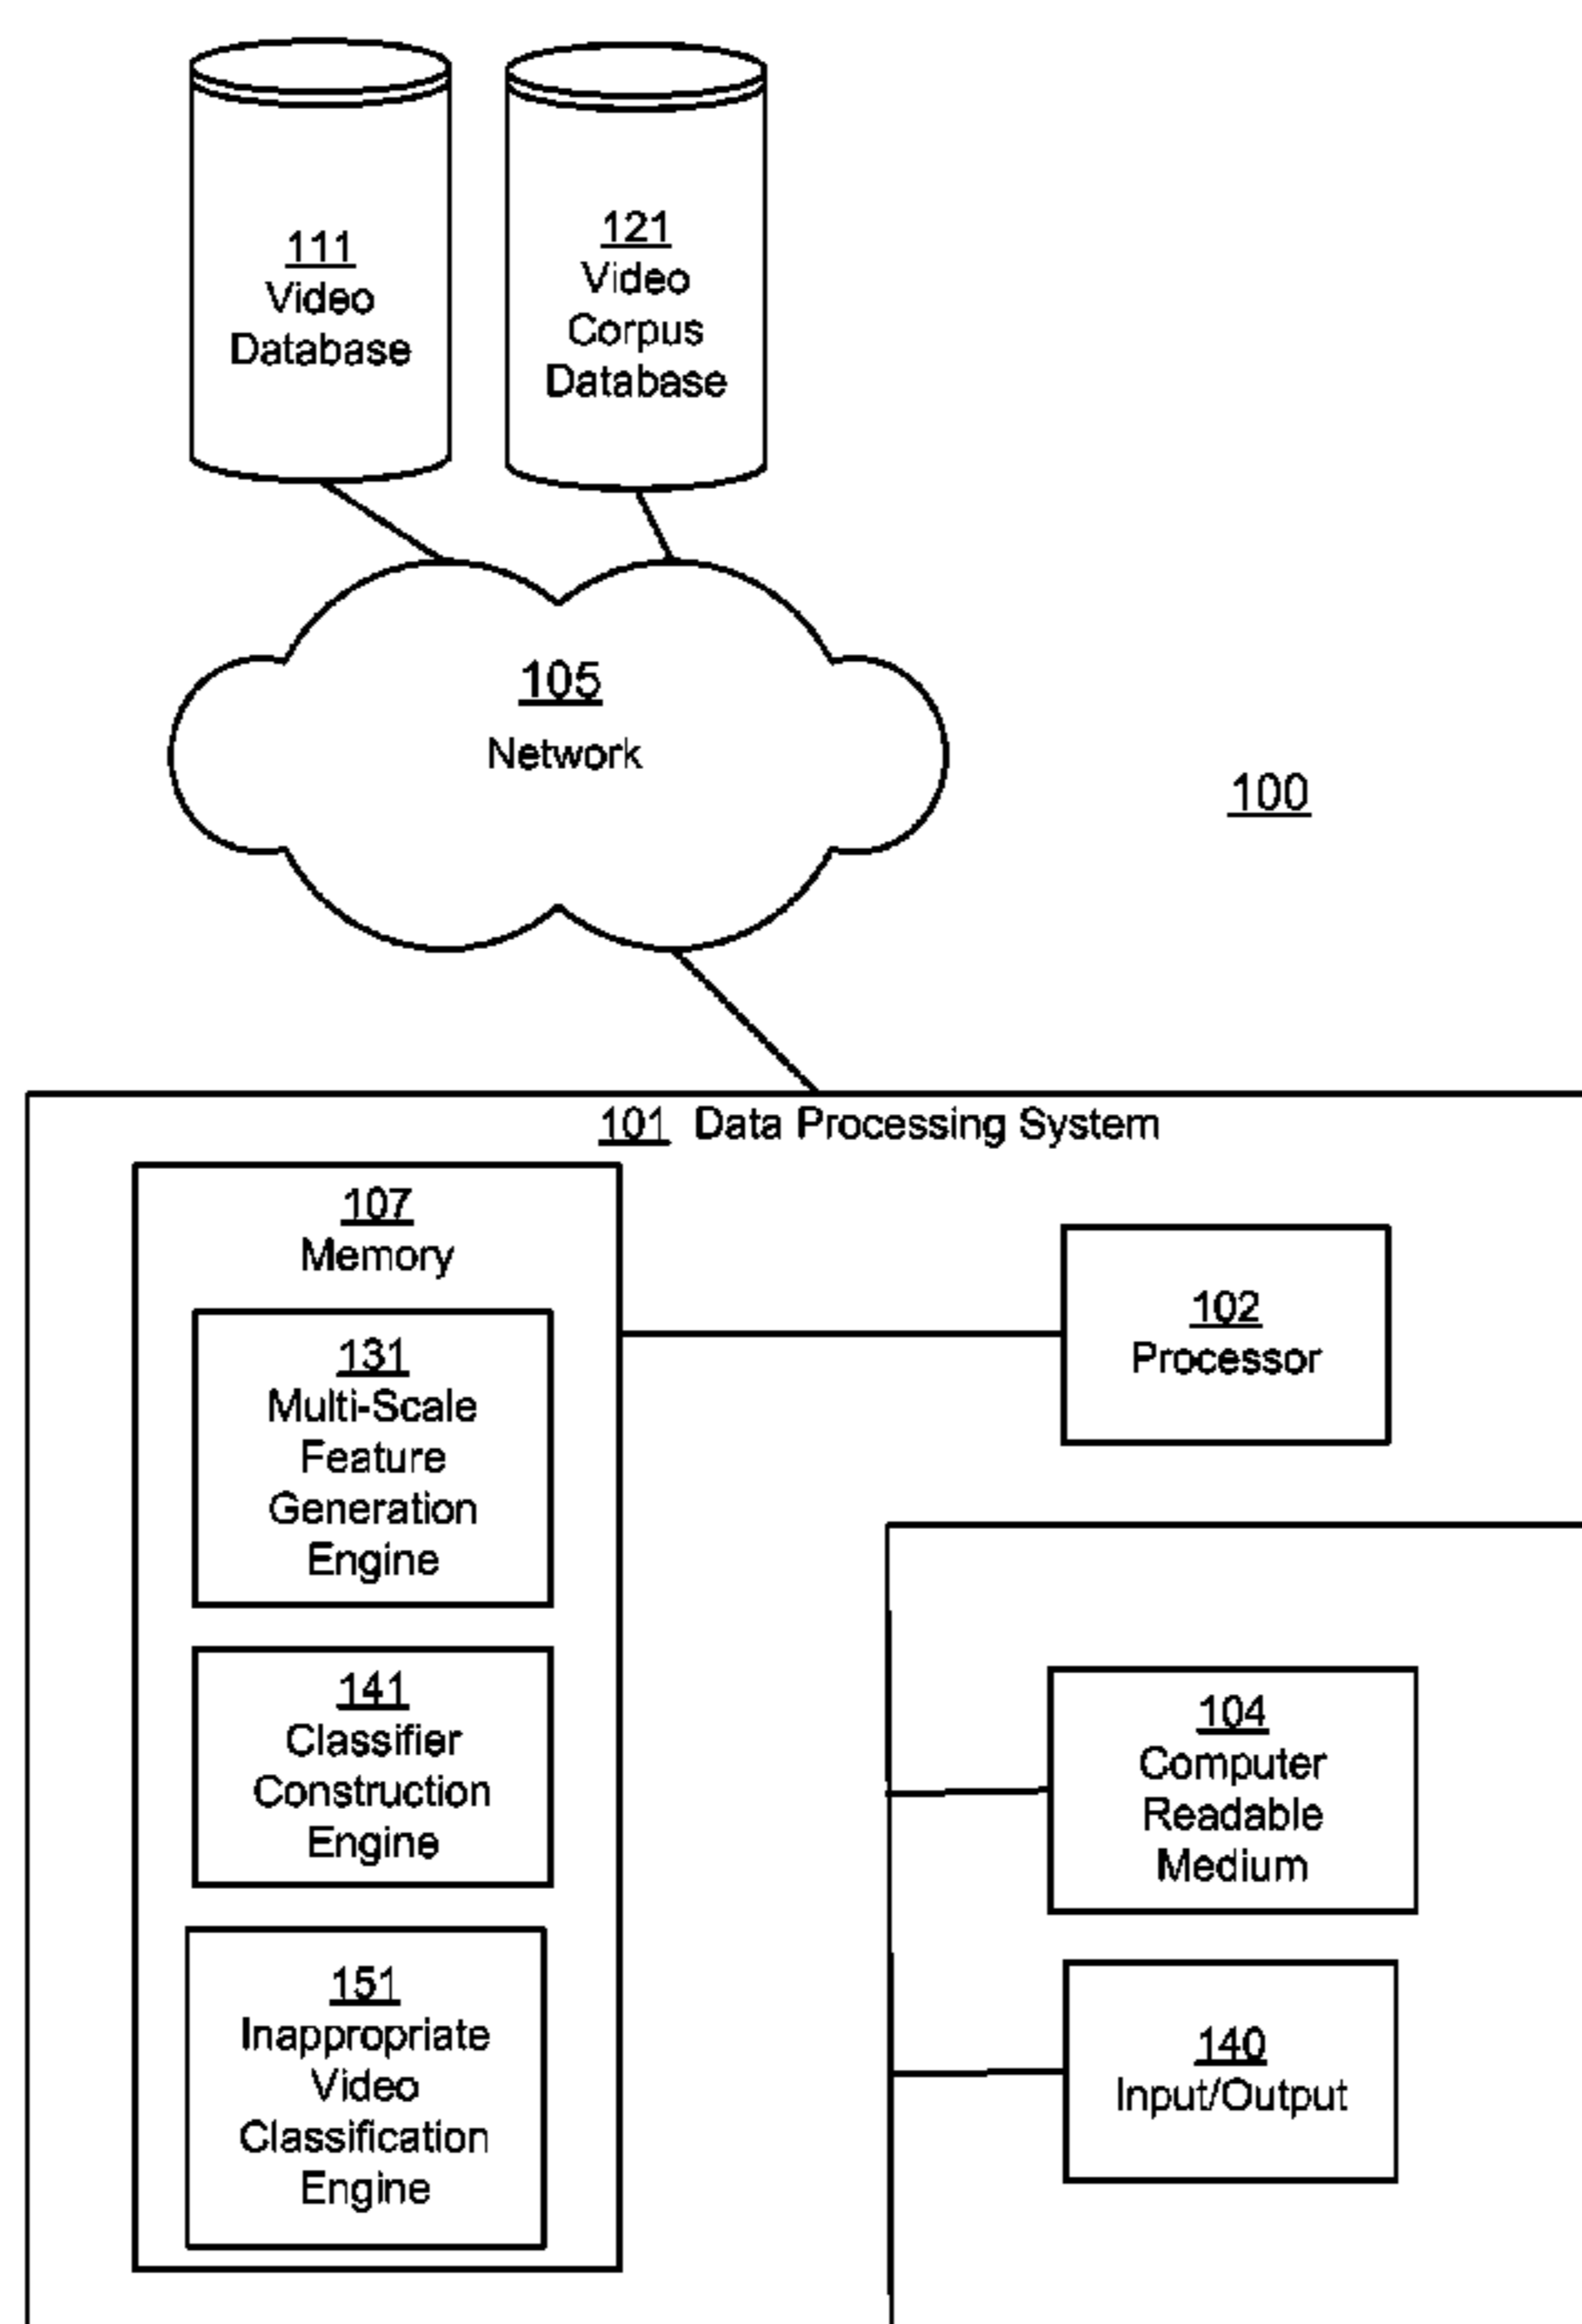 111
Video
Database
121
Video
Corpus
Database
105
Network
100
101 Data Processing System
107
Memory
131
Multi-Scale
Feature
Generation
Engine
141
Classifier
Construction
Engine
151
Inappropriate
Video
Classification
Engine
102
Processor
104
Computer
Readable
Medium
140
Input/Output